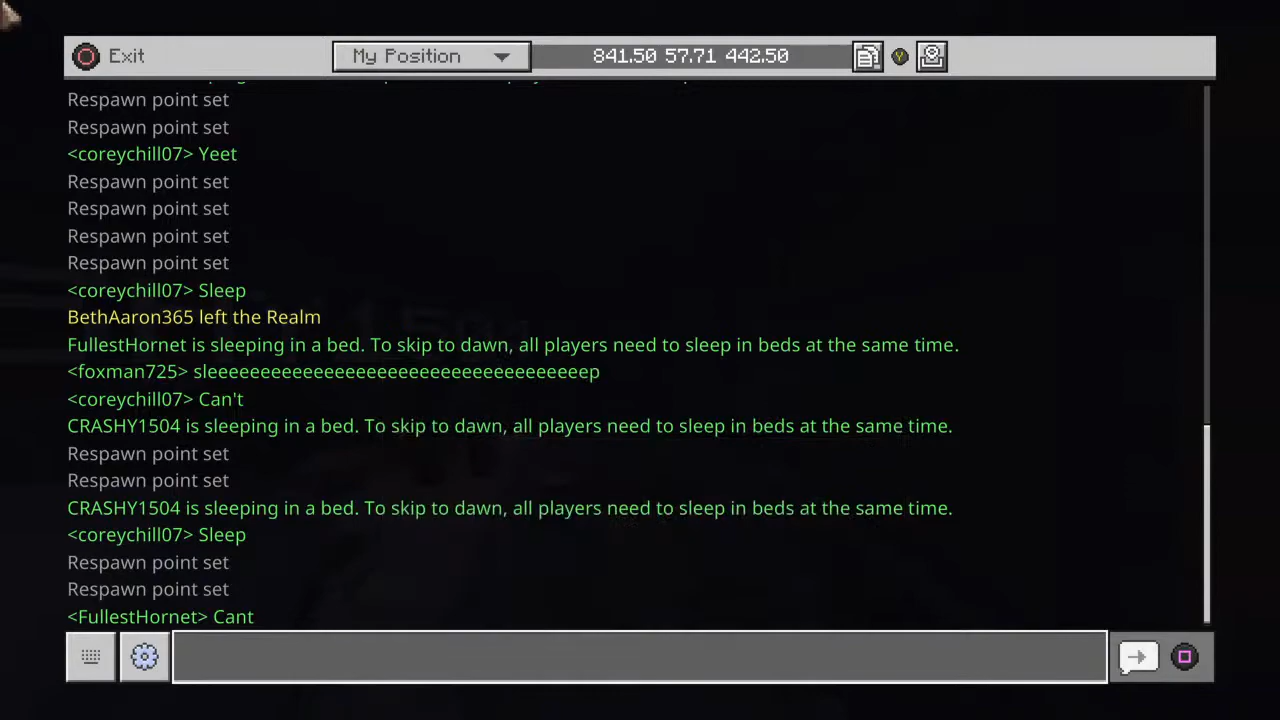 Exit
My Position
841.50 57.71 442.50
Respawn point set
Respawn point set
<coreychill07> Yeet
Respawn point set
Respawn point set
Respawn point set
Respawn point set
<coreychill07> Sleep
BethAaron365 left the Realm
FullestHornet is sleeping in a bed. To skip to dawn, all players need to sleep in beds at the same time.
<foxman725> sleeeeeeeeeeeeeeeeeeeeeeeeeeeeeeeeeeep
<coreychill07> Can't
CRASHY1504 is sleeping in a bed. To skip to dawn, all players need to sleep in beds at the same time.
Respawn point set
Respawn point set
CRASHY1504 is sleeping in a bed. To skip to dawn, all players need to sleep in beds at the same time.
<coreychill07> Sleep
Respawn point set
Respawn point set
<FullestHornet> Cant